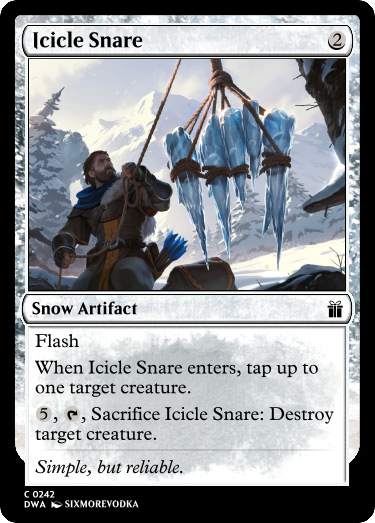 Icicle Snare
2
Snow Artifact
Flash
When Icicle Snare enters, tap up to
one target creature.
5, , Sacrifice Icicle Snare: Destroy
target creature.
Simple, but reliable.
C 0242
DWA SIXMOREVODKA